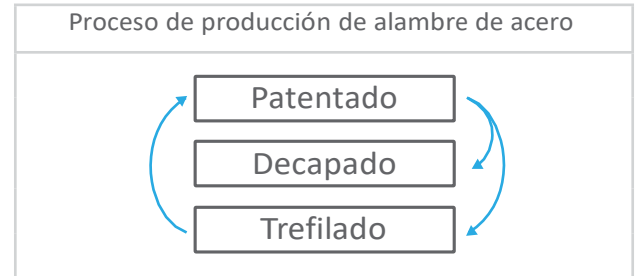 Proceso de producción de alambre de acero
Patentado
Decapado
Trefilado